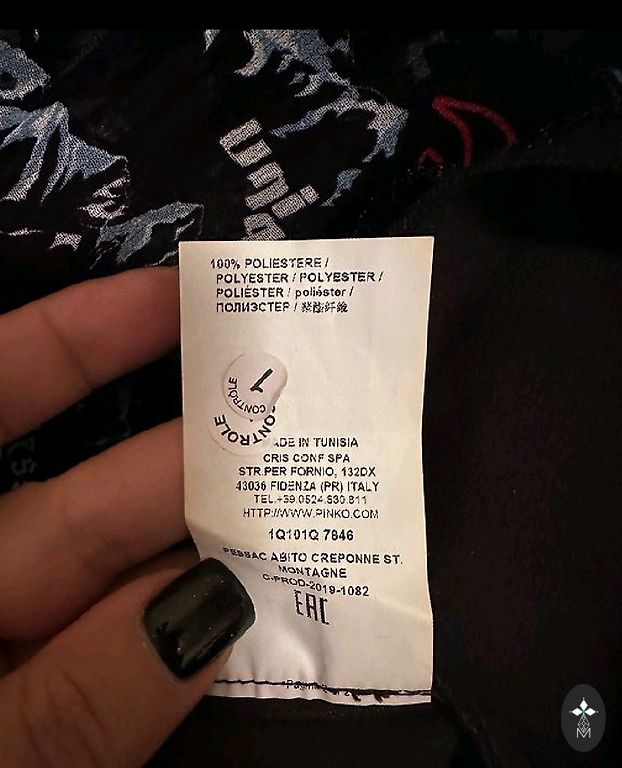 100% POLIESTERE /
POLYESTER / POLYESTER /
POLIÉSTER / poliéster /
ПОЛИЭСТЕР / 聚酯纤维
1
CONTRÔLE
CONTROLE
ADE IN TUNISIA
CRIS CONF SPA
STR.PER FORNIO, 132DX
43036 FIDENZA (PR) ITALY
TEL.+39.0524.530.611
HTTP://WWW.PINKO.COM
1Q101Q 7846
PESSAC ABITO CREPONNE ST.
MONTAGNE
C-PROD-2019-1082
EAC
M